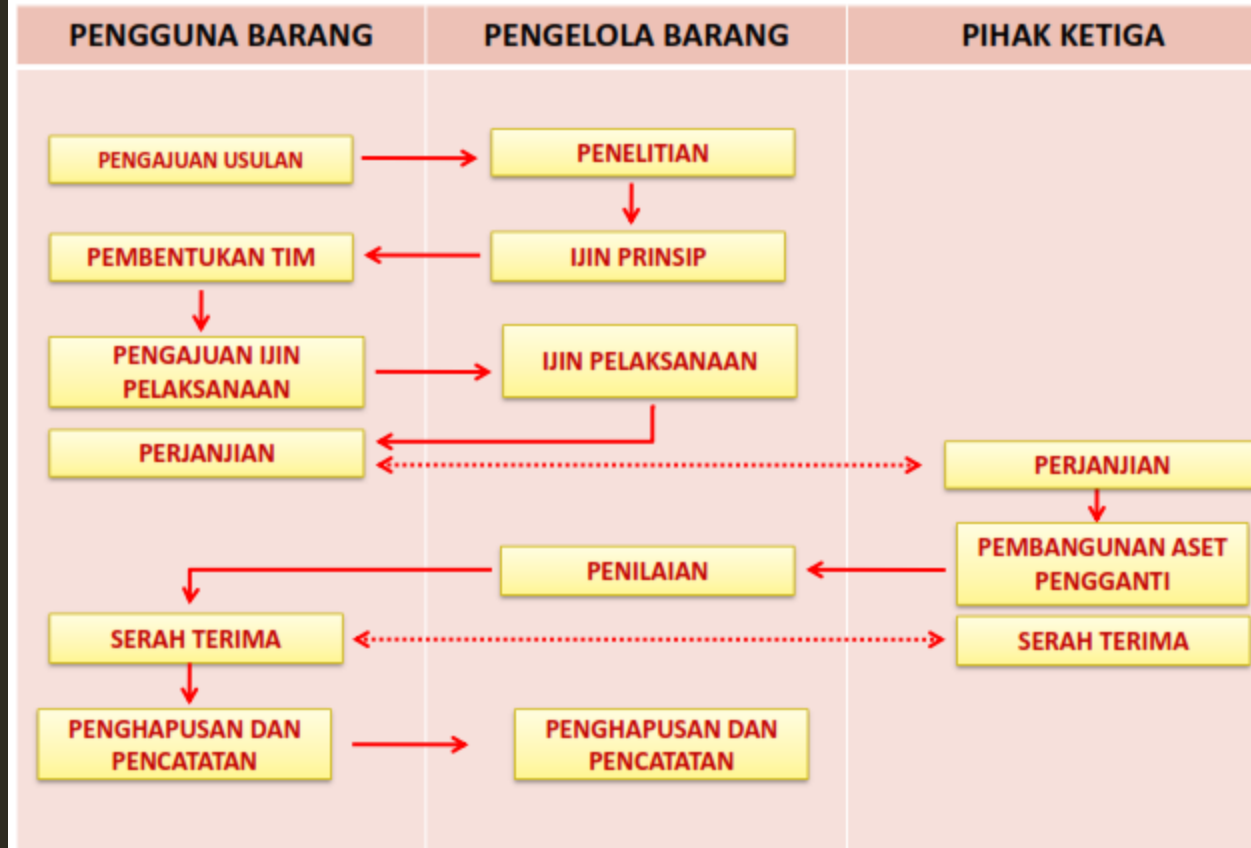 PENGGUNA BARANG
PENGELOLA BARANG
PIHAK KETIGA
PENGAJUAN USULAN
PENELITIAN
PEMBENTUKAN TIM
IJIN PRINSIP
PENGAJUAN IJIN
PELAKSANAAN
IJIN PELAKSANAAN
PERJANJIAN
PERJANJIAN
PEMBANGUNAN ASET
PENGGANTI
PENILAIAN
SERAH TERIMA
SERAH TERIMA
PENGHAPUSAN DAN
PENCATATAN
PENGHAPUSAN DAN
PENCATATAN